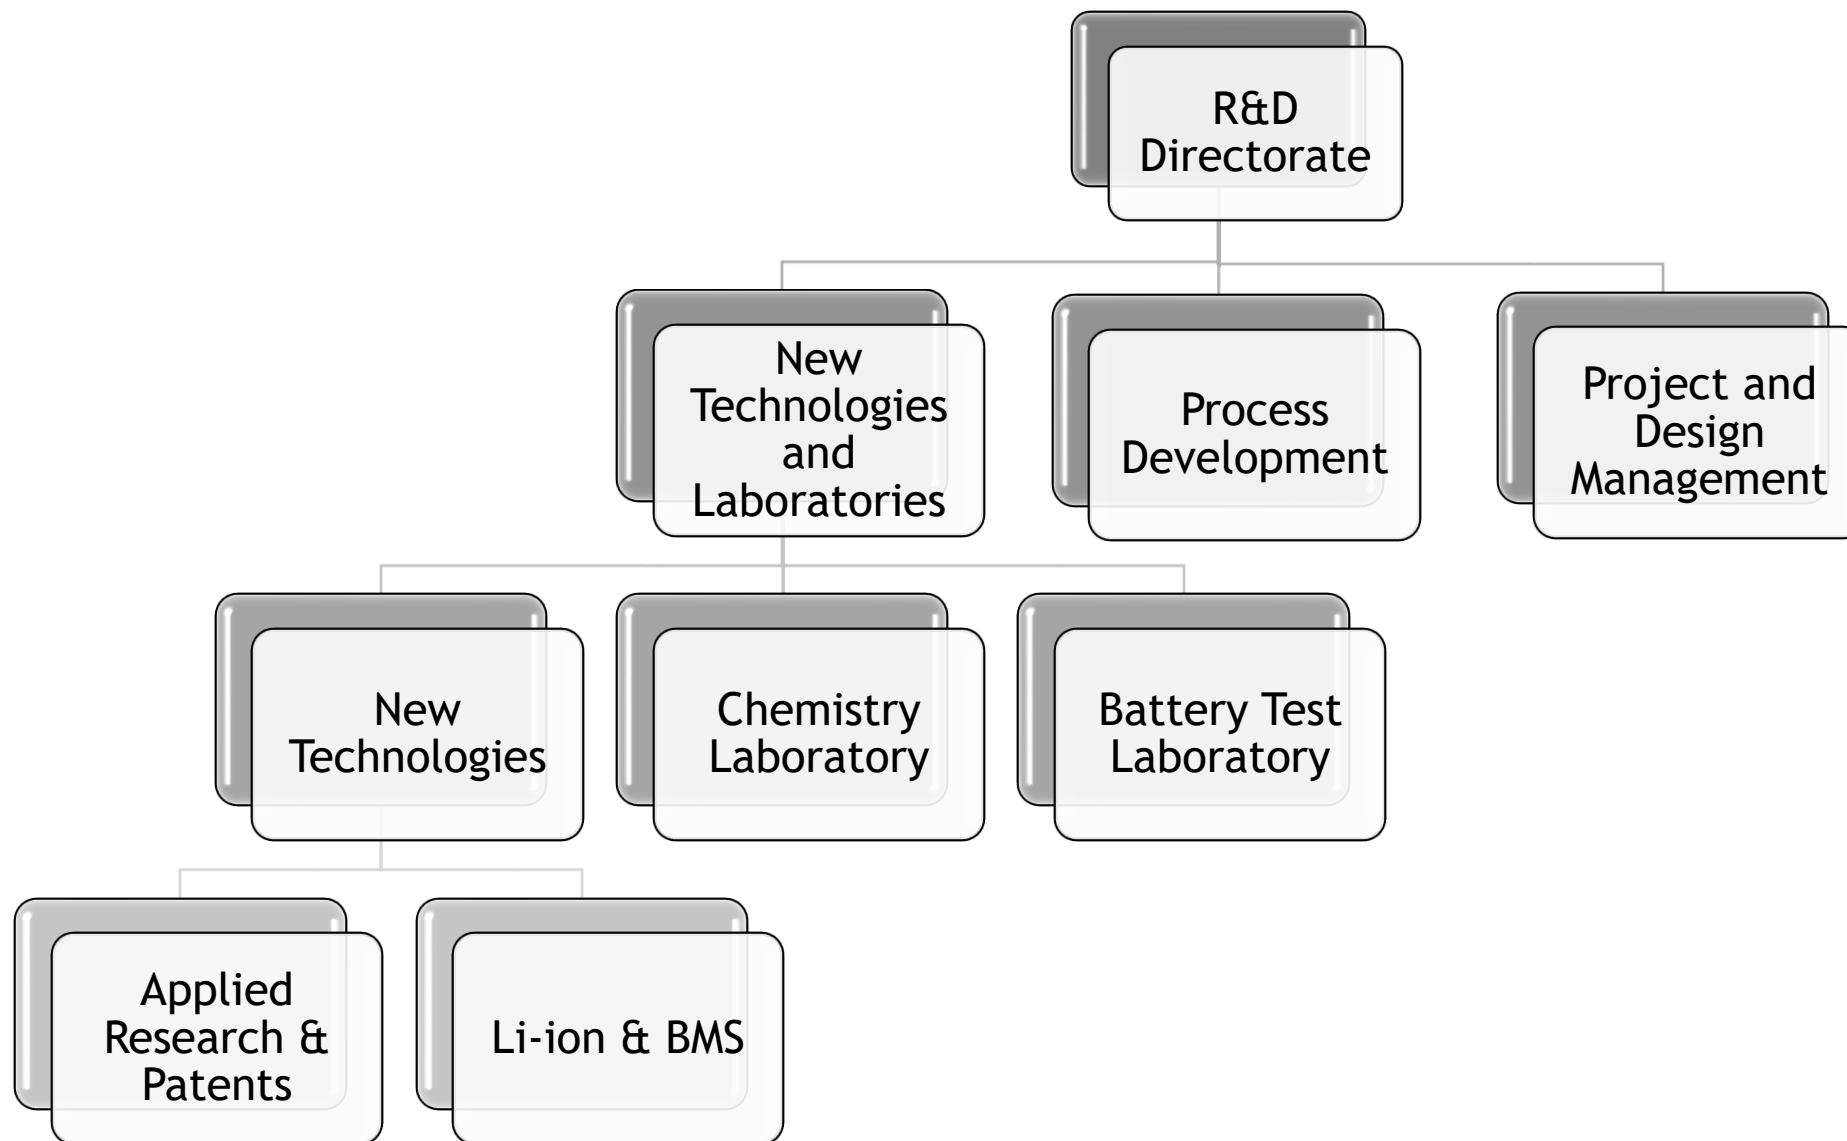 R&D
Directorate
New
Technologies
and
Laboratories
Process
Development
Project and
Design
Management
New
Technologies
Chemistry
Laboratory
Battery Test
Laboratory
Applied
Research &
Patents
Li-ion & BMS